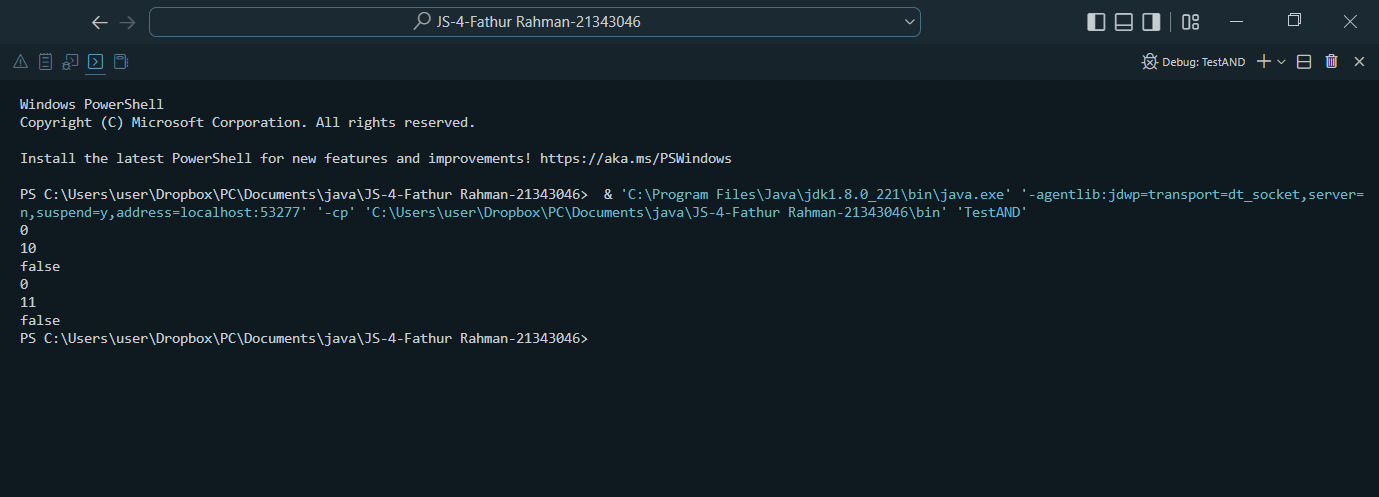 JS-4-Fathur Rahman-21343046
Debug: TestAND
Windows PowerShell
Copyright (C) Microsoft Corporation. All rights reserved.
Install the latest PowerShell for new features and improvements! https://aka.ms/PSWindows
PS C:\Users\user\Dropbox\PC\Documents\java\JS-4-Fathur Rahman-21343046>  & 'C:\Program Files\Java\jdk1.8.0_221\bin\java.exe' '-agentlib:jdwp=transport=dt_socket,server=
n,suspend=y,address=localhost:53277' '-cp' 'C:\Users\user\Dropbox\PC\Documents\java\JS-4-Fathur Rahman-21343046\bin' 'TestAND'
0
10
false
0
11
false
PS C:\Users\user\Dropbox\PC\Documents\java\JS-4-Fathur Rahman-21343046>